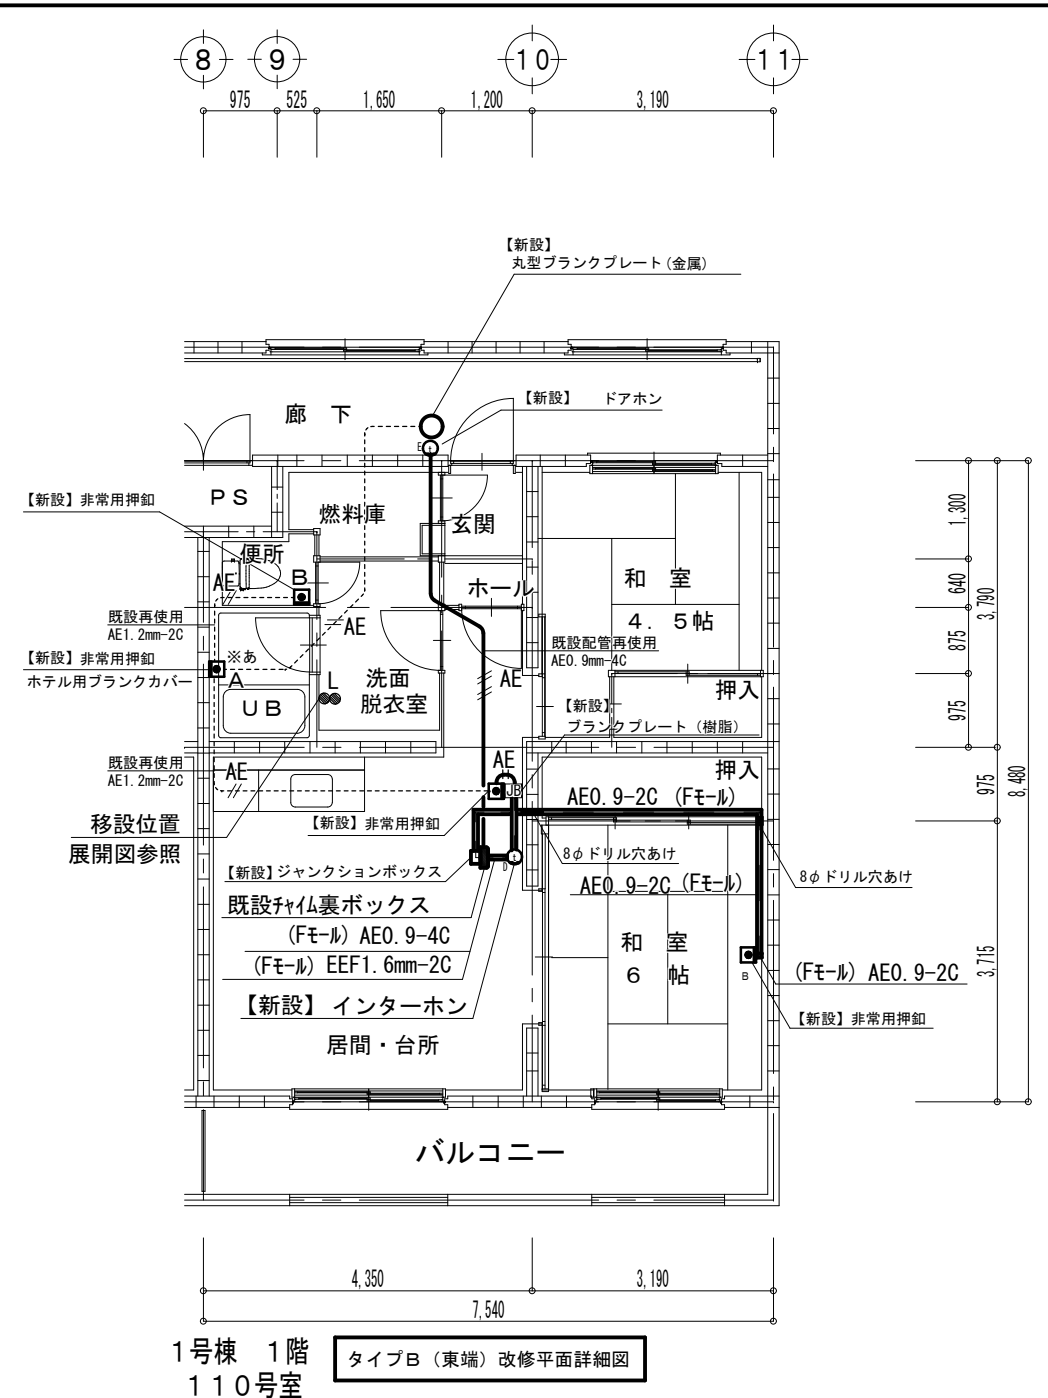 8
9
10
11
975
525
1,650
1,200
3,190
【新設】
丸型ブランクプレート(金属)
【新設】 ドアホン
廊 下
E
t
PS
【新設】非常用押釦
燃料庫
玄関
便所
B
AE
ホール
和 室
4.5帖
既設再使用
AE1.2mm-2C
AE
既設配管再使用
AE0.9mm-4C
【新設】非常用押釦
ホテル用ブランクカバー
※あ
A
L
洗面
脱衣室
AE
押入
UB
【新設】
ブランクプレート（樹脂）
既設再使用
AE1.2mm-2C
AE
AE
JB
押入
AE0.9-2C (Fモール)
移設位置
展開図参照
【新設】非常用押釦
8φドリル穴あけ
8φドリル穴あけ
【新設】ジャンクションボックス
D
t
AE0.9-2C (Fモール)
既設チャイム裏ボックス
(Fモール) AE0.9-4C
(Fモール) EEF1.6mm-2C
和 室
6 帖
B
(Fモール) AE0.9-2C
【新設】インターホン
【新設】非常用押釦
居間・台所
バルコニー
1,300
640
875
975
3,790
975
3,715
8,480
4,350
3,190
7,540
1号棟 1階
110号室
タイプB（東端）改修平面詳細図